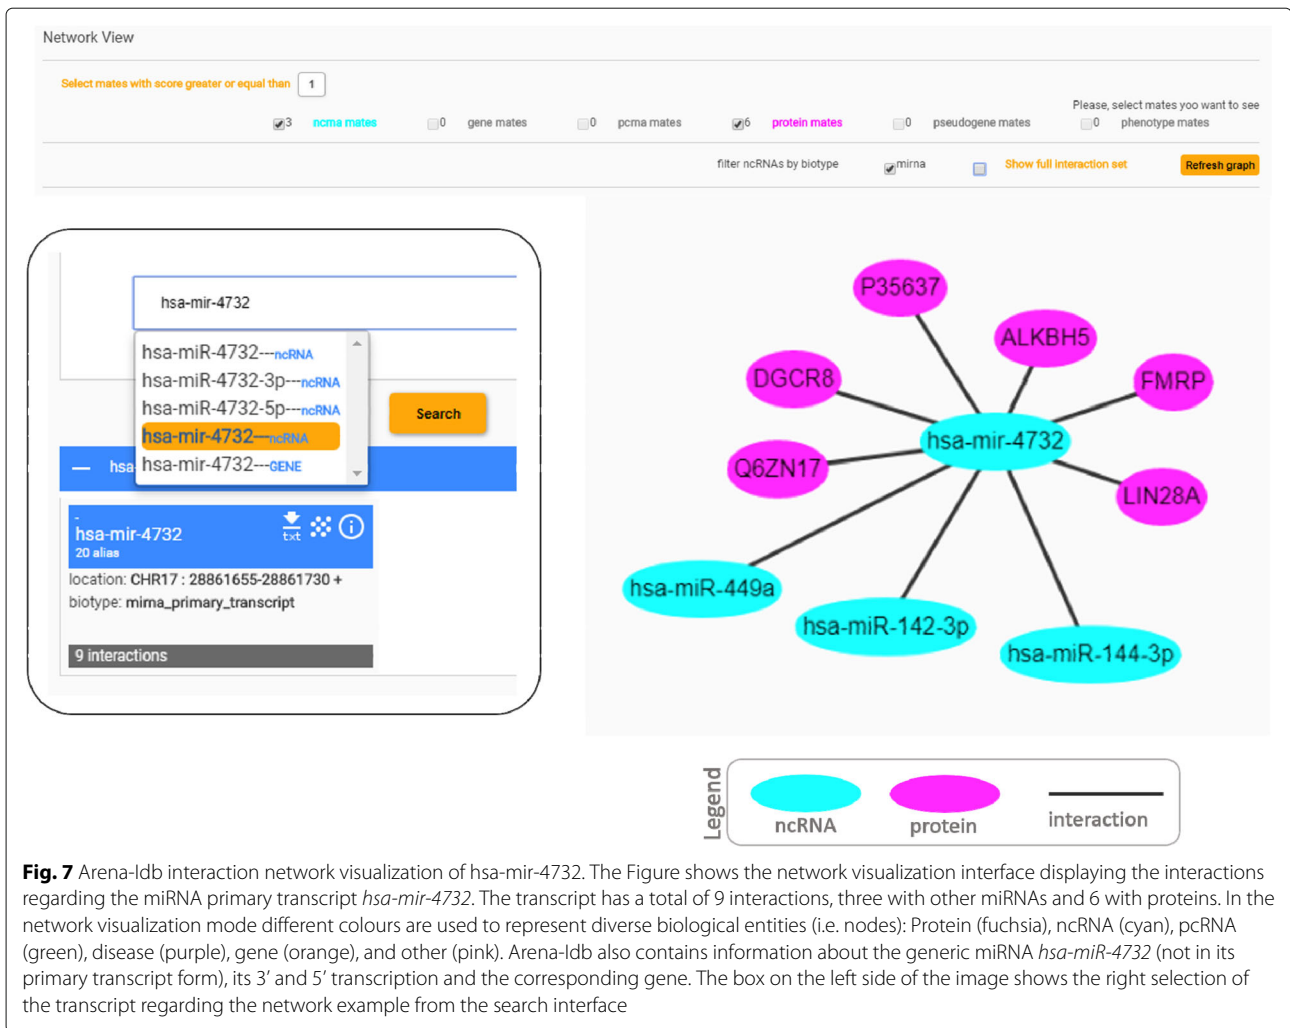 Network View
Select mates with score greater or equal than 1
Please, select mates yoo want to see
3 ncrna mates 0 gene mates 0 pcrna mates 6 protein mates 0 pseudogene mates 0 phenotype mates
filter ncRNAs by biotype mirna Show full interaction set Refresh graph
hsa-mir-4732
hsa-miR-4732---ncRNA
hsa-miR-4732-3p---ncRNA
hsa-miR-4732-5p---ncRNA
hsa-mir-4732---ncRNA
hsa-mir-4732---GENE
Search
— hsa-
-
hsa-mir-4732
20 alias
txt
location: CHR17 : 28861655-28861730 +
biotype: mirna_primary_transcript
9 interactions
P35637
ALKBH5
DGCR8
FMRP
hsa-mir-4732
Q6ZN17
LIN28A
hsa-miR-449a
hsa-miR-142-3p
hsa-miR-144-3p
Legend
ncRNA
protein
interaction
Fig. 7 Arena-Idb interaction network visualization of hsa-mir-4732. The Figure shows the network visualization interface displaying the interactions
regarding the miRNA primary transcript hsa-mir-4732. The transcript has a total of 9 interactions, three with other miRNAs and 6 with proteins. In the
network visualization mode different colours are used to represent diverse biological entities (i.e. nodes): Protein (fuchsia), ncRNA (cyan), pcRNA
(green), disease (purple), gene (orange), and other (pink). Arena-Idb also contains information about the generic miRNA hsa-miR-4732 (not in its
primary transcript form), its 3′ and 5′ transcription and the corresponding gene. The box on the left side of the image shows the right selection of
the transcript regarding the network example from the search interface